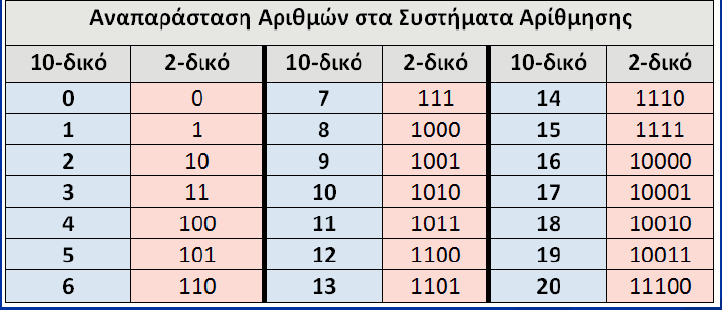 Αναπαράσταση Αριθμών στα Συστήματα Αρίθμησης
10-δικό 2-δικό 10-δικό 2-δικό 10-δικό 2-δικό
0 0 7 111 14 1110
1 1 8 1000 15 1111
2 10 9 1001 16 10000
3 11 10 1010 17 10001
4 100 11 1011 18 10010
5 101 12 1100 19 10011
6 110 13 1101 20 11100